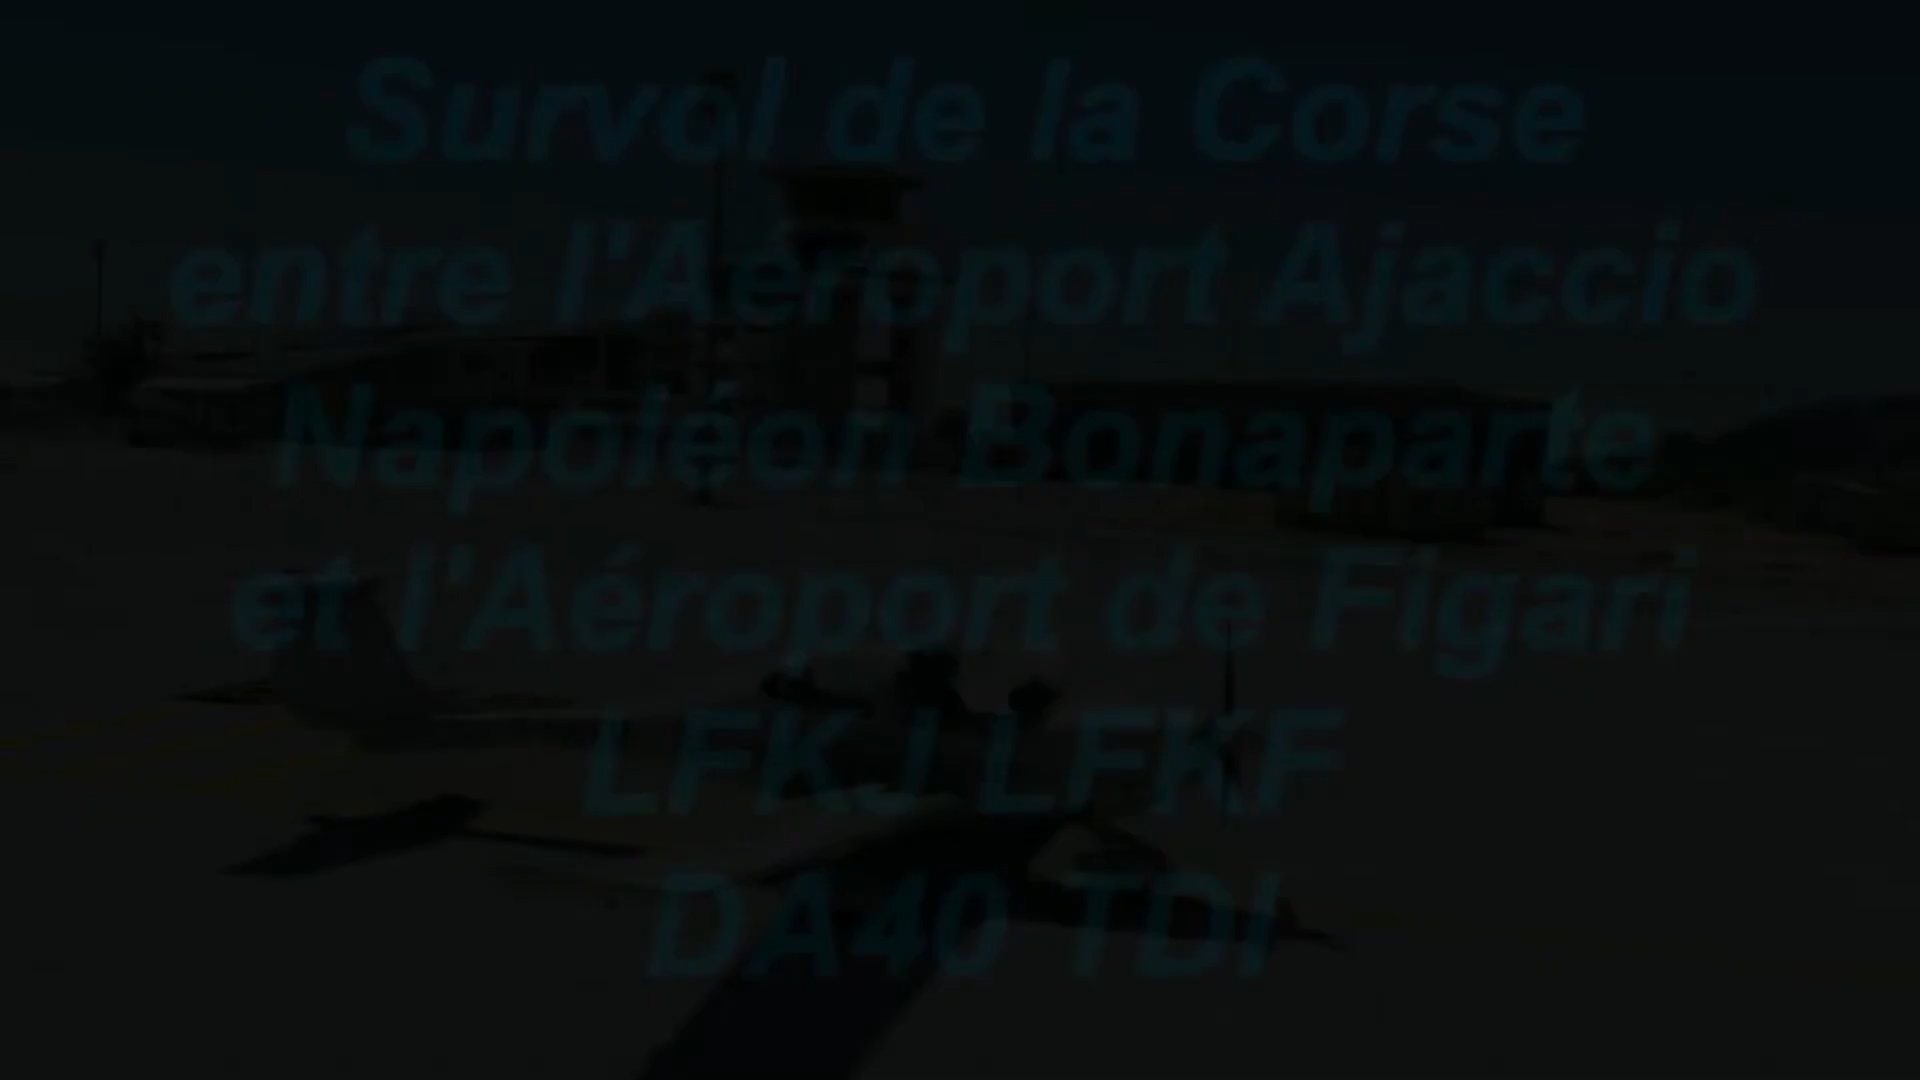 Survol de la Corse
entre l'Aéroport Ajaccio
Napoléon Bonaparte
et l'Aéroport de Figari
LFKJ LFKF
DA40 TDI